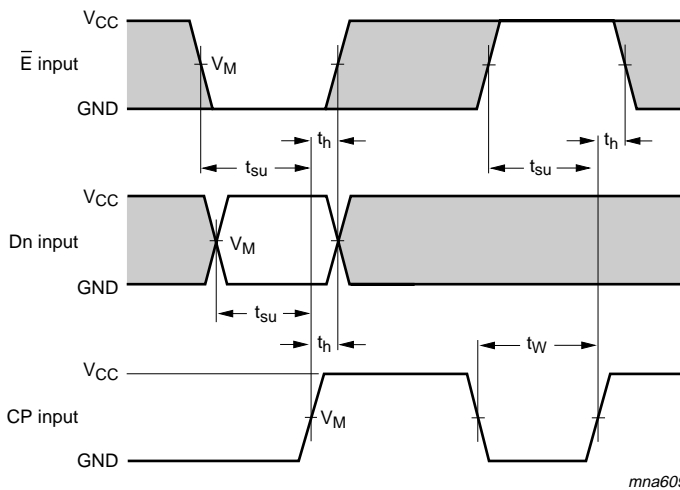 VCC
E̅ input
VM
GND
th
th
tsu
tsu
VCC
Dn input
VM
GND
tsu
th
tW
VCC
CP input
VM
GND
mna609